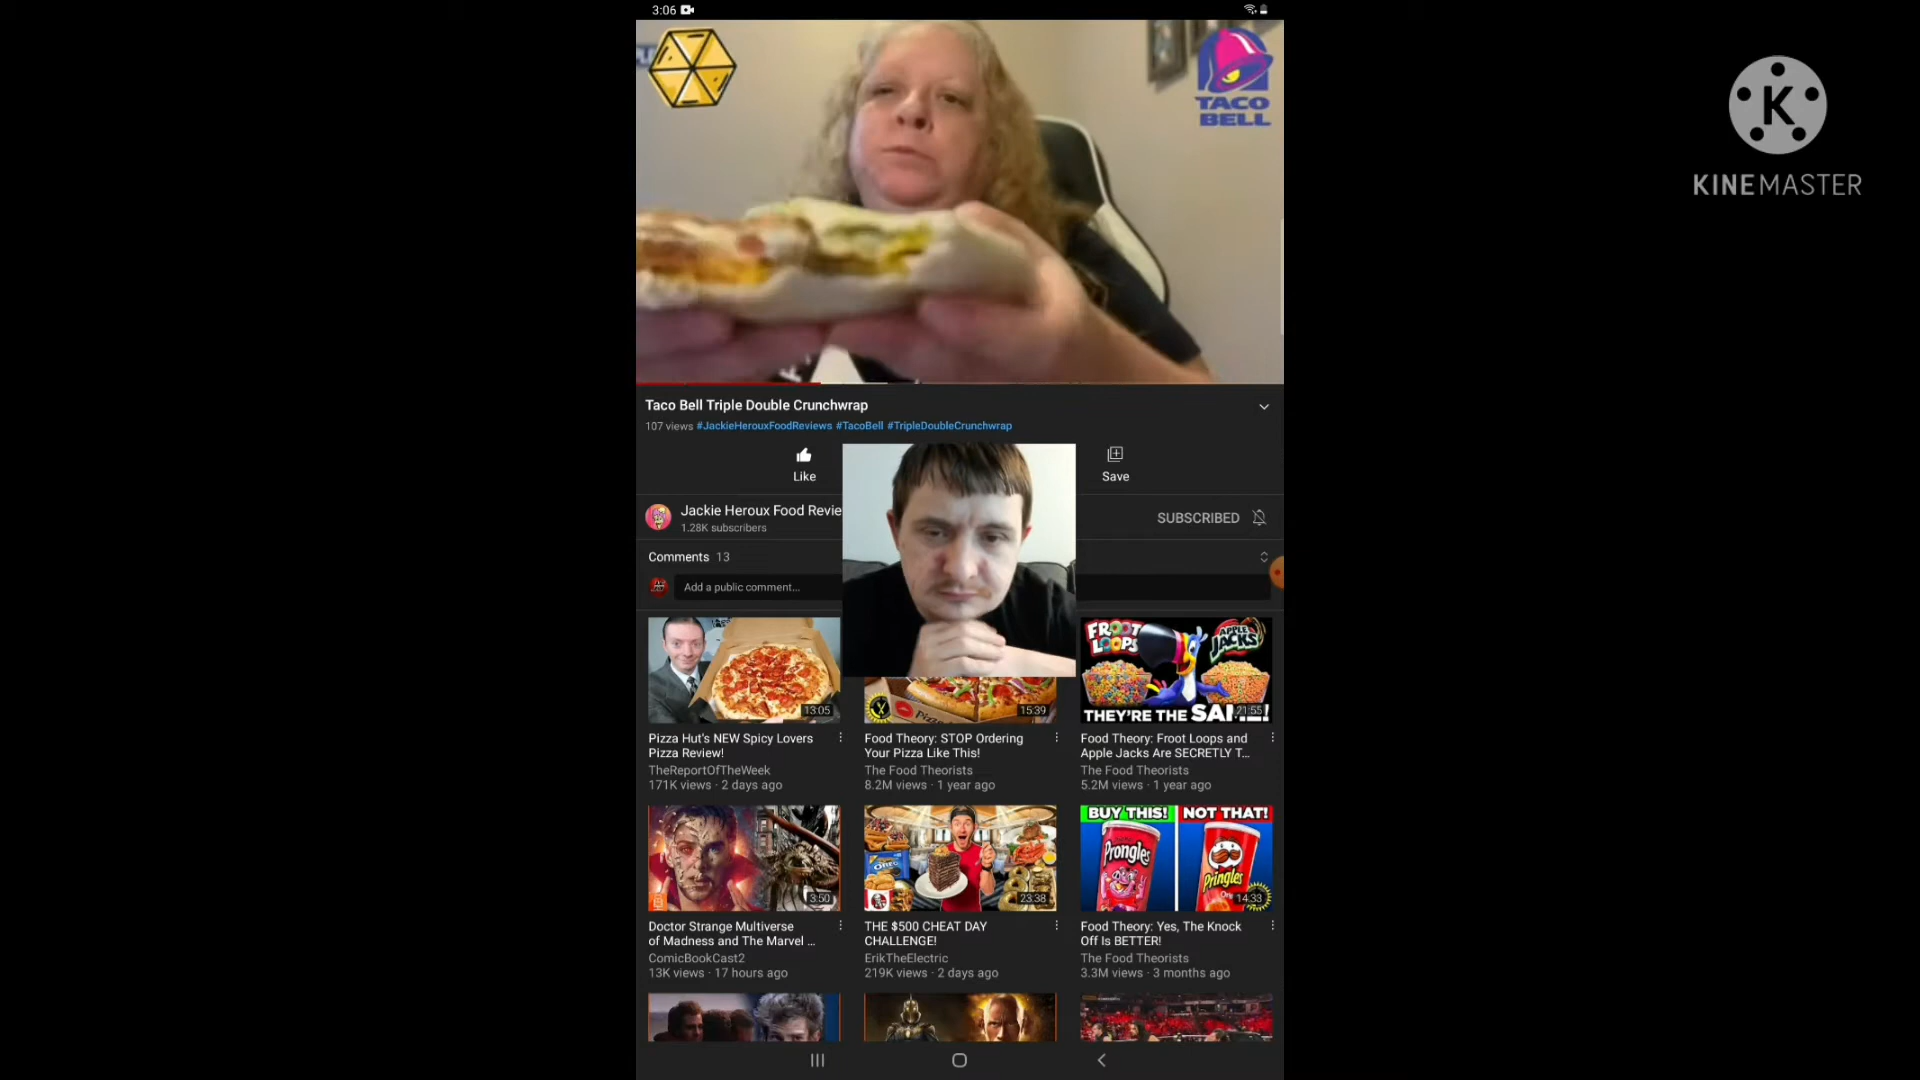 3:06
TACO
BELL
KINEMASTER
Taco Bell Triple Double Crunchwrap
107 views #JackieHerouxFoodReviews #TacoBell #TripleDoubleCrunchwrap
Like
Save
Jackie Heroux Food Revie
1.28K subscribers
SUBSCRIBED
Comments 13
Add a public comment...
13:05
15:39
FROOT
LOOPS
APPLE
JACKS
THEY'RE THE
21:55
Pizza Hut's NEW Spicy Lovers
Pizza Review!
TheReportOfTheWeek
171K views · 2 days ago
Food Theory: STOP Ordering
Your Pizza Like This!
The Food Theorists
8.2M views · 1 year ago
Food Theory: Froot Loops and
Apple Jacks Are SECRETLY T...
The Food Theorists
5.2M views · 1 year ago
3:50
OREO
KFC
23:38
BUY THIS! NOT THAT!
Prongles
Pringles
14:33
Doctor Strange Multiverse
of Madness and The Marvel ...
ComicBookCast2
13K views · 17 hours ago
THE $500 CHEAT DAY
CHALLENGE!
ErikTheElectric
219K views · 2 days ago
Food Theory: Yes, The Knock
Off Is BETTER!
The Food Theorists
3.3M views · 3 months ago